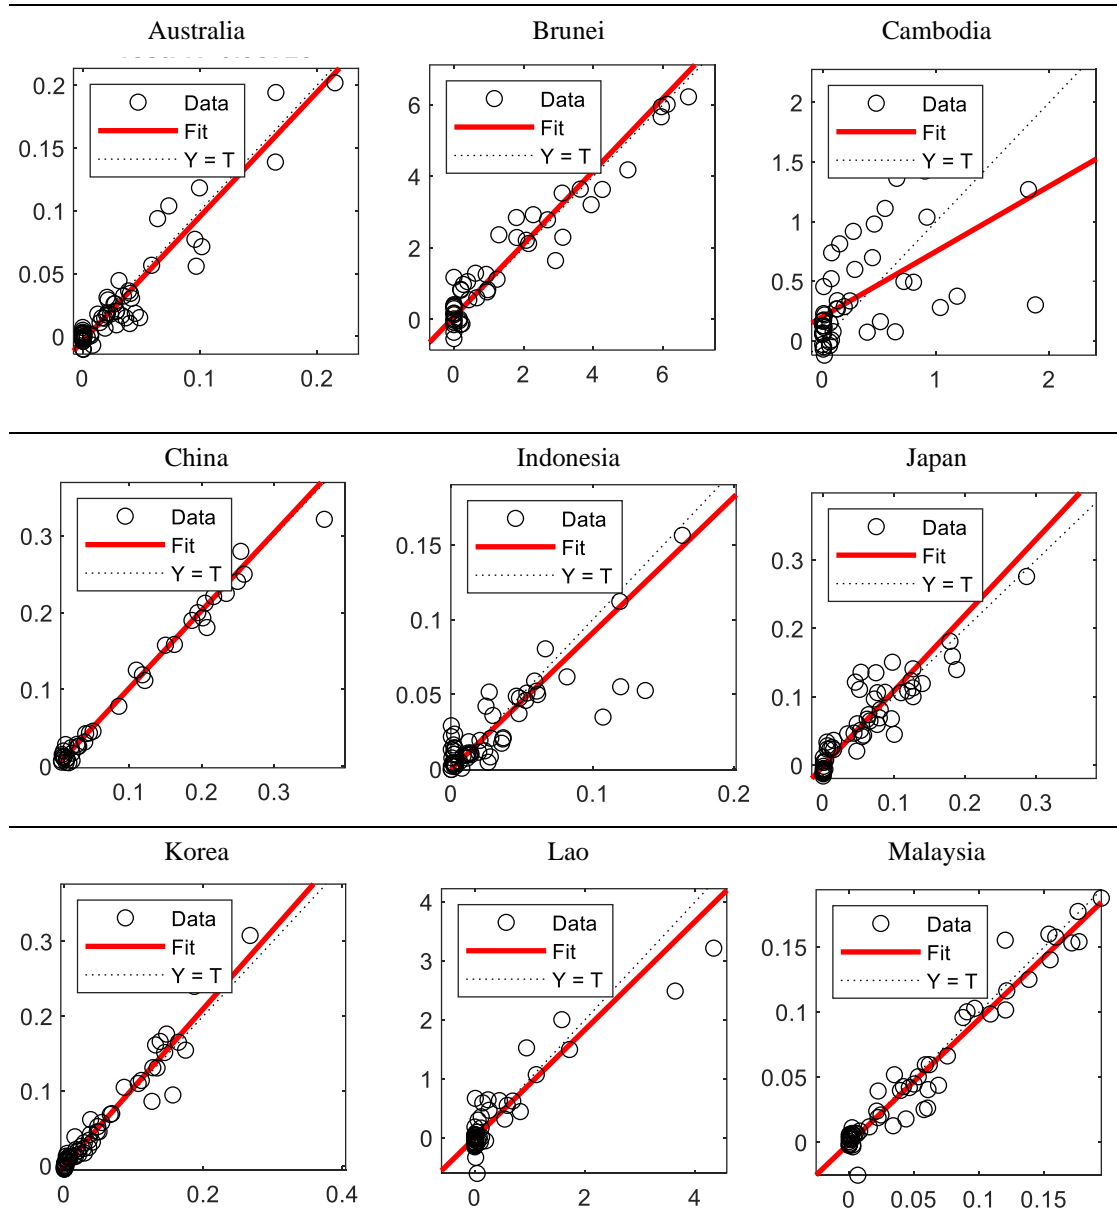 Australia
Brunei
Cambodia
0.2
0.15
0.1
0.05
0
0
0.1
0.2
Data
Fit
Y = T
6
4
2
0
0
2
4
6
Data
Fit
Y = T
2
1.5
1
0.5
0
0
1
2
Data
Fit
Y = T
China
Indonesia
Japan
0.3
0.2
0.1
0
0.1
0.2
0.3
Data
Fit
Y = T
0.15
0.1
0.05
0
0
0.1
0.2
Data
Fit
Y = T
0.3
0.2
0.1
0
0
0.1
0.2
0.3
Data
Fit
Y = T
Korea
Lao
Malaysia
0.3
0.2
0.1
0
0
0.2
0.4
Data
Fit
Y = T
4
3
2
1
0
0
2
4
Data
Fit
Y = T
0.15
0.1
0.05
0
0
0.05
0.1
0.15
Data
Fit
Y = T